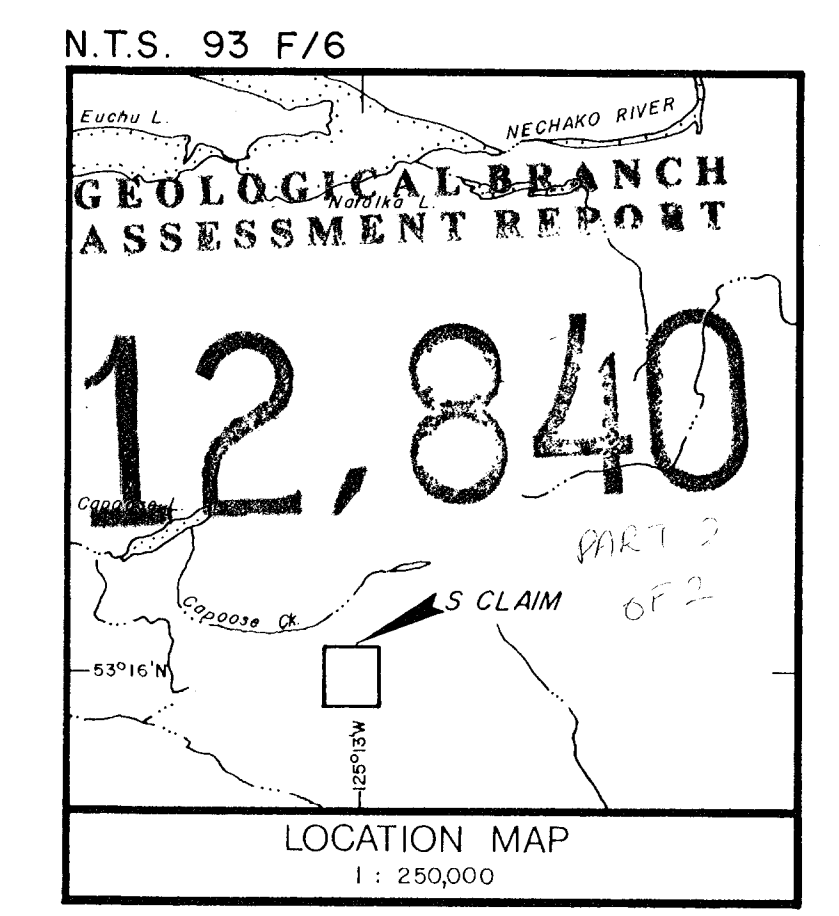 N.T.S. 93 F/6
Euchu L.
NECHAKO RIVER
GEOLOGICAL BRANCH
Natalka L.
ASSESSMENT REPORT
12,840
Capoose L.
PART 2
OF 2
Capoose Ck.
S CLAIM
53°16'N
125°13'W
LOCATION MAP
1 : 250,000